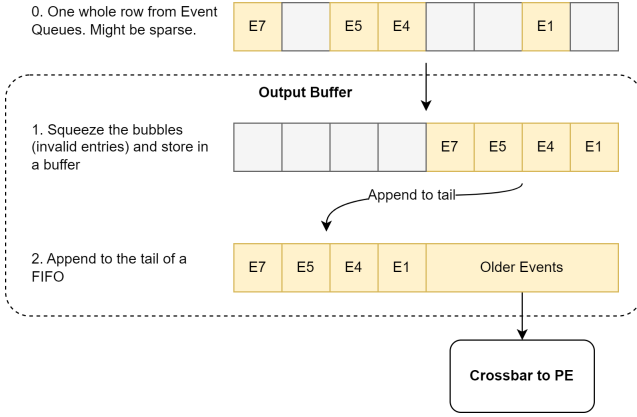 0. One whole row from Event
Queues. Might be sparse.
E7 E5 E4 E1
Output Buffer
1. Squeeze the bubbles
(invalid entries) and store in
a buffer
E7 E5 E4 E1
Append to tail
2. Append to the tail of a
FIFO
E7 E5 E4 E1 Older Events
Crossbar to PE